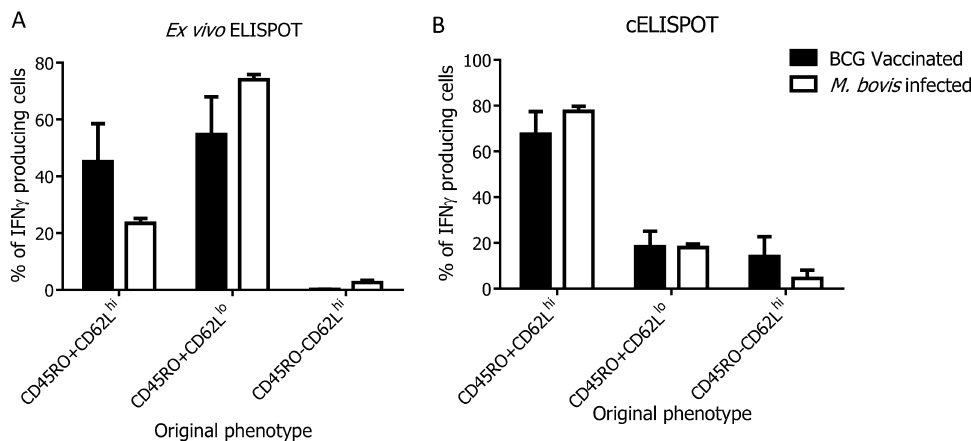 A
Ex vivo ELISPOT
% of IFNγ producing cells
80
60
40
20
0
CD45RO+CD62Lhi
CD45RO+CD62Llo
CD45RO-CD62Lhi
Original phenotype
B
cELISPOT
% of IFNγ producing cells
100
80
60
40
20
0
CD45RO+CD62Lhi
CD45RO+CD62Llo
CD45RO-CD62Lhi
Original phenotype
BCG Vaccinated
M. bovis infected